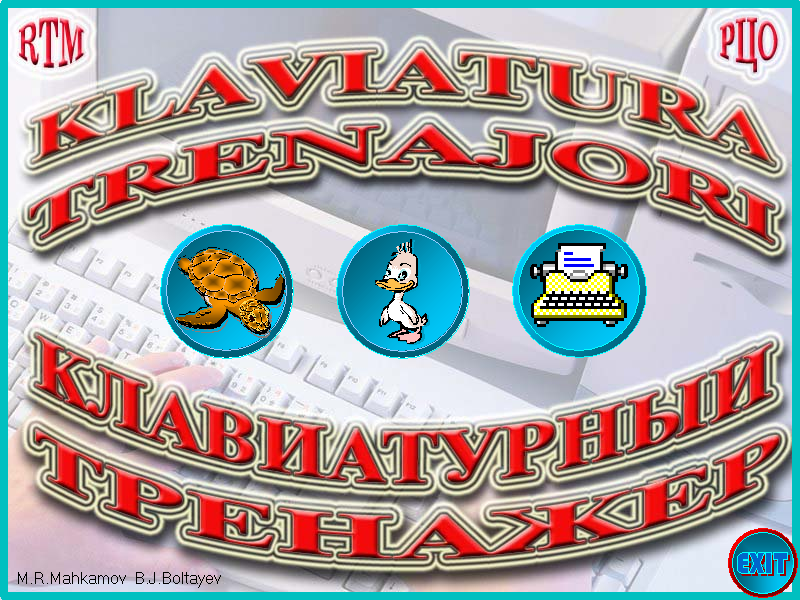 RTM
РЦО
KLAVIATURA
TRENAJORI
КЛАВИАТУРНЫЙ
ТРЕНАЖЕР
M.R.Mahkamov B.J.Boltayev
EXIT